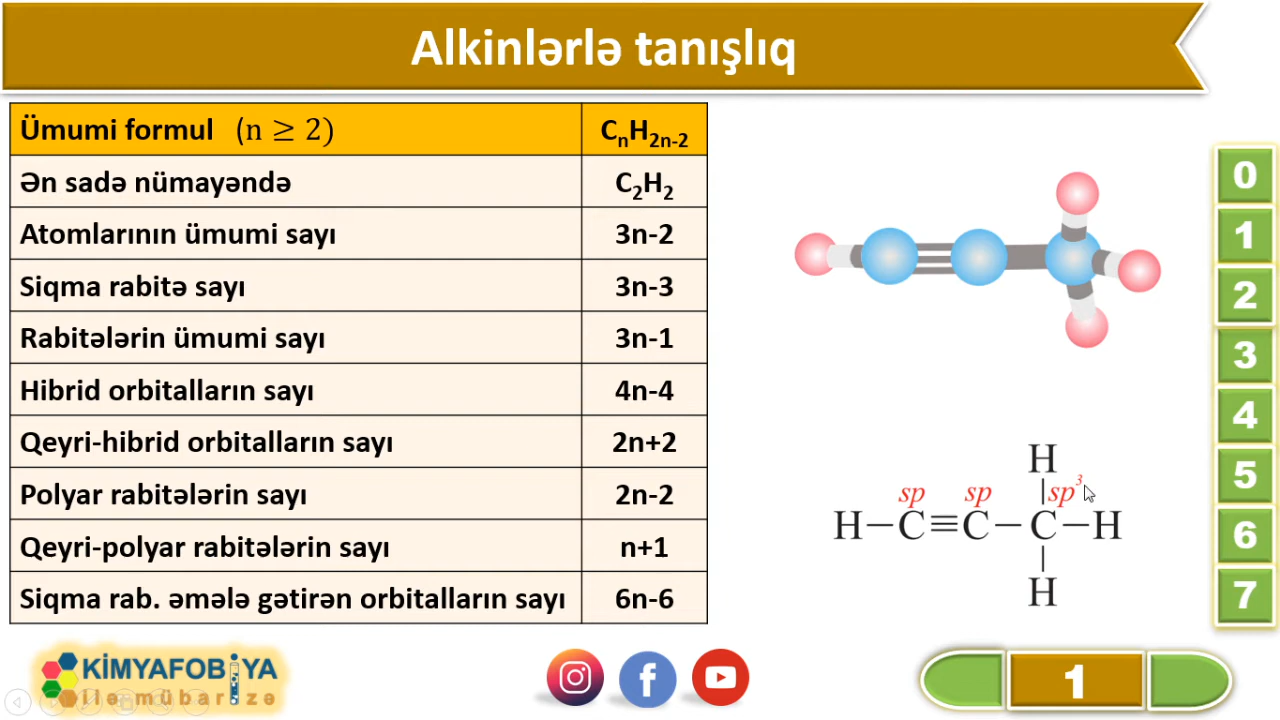 Alkinlərlə tanışlıq
Ümumi formul (n ≥ 2) CₙH₂ₙ₋₂
Ən sadə nümayəndə C₂H₂
Atomlarının ümumi sayı 3n-2
Siqma rabitə sayı 3n-3
Rabitələrin ümumi sayı 3n-1
Hibrid orbitalların sayı 4n-4
Qeyri-hibrid orbitalların sayı 2n+2
Polyar rabitələrin sayı 2n-2
Qeyri-polyar rabitələrin sayı n+1
Siqma rab. əmələ gətirən orbitalların sayı 6n-6
H
sp sp sp³
H–C≡C–C–H
H
0
1
2
3
4
5
6
7
KİMYAFOBİYA
ilə mübarizə
1